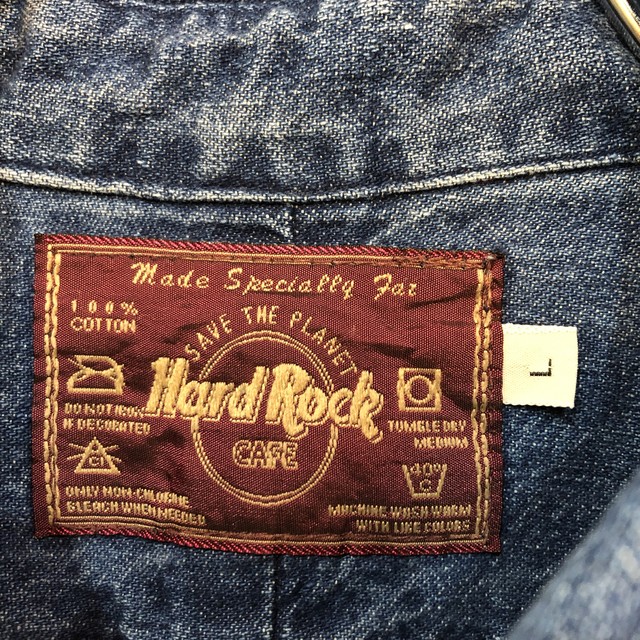 Made Specially For
100%
COTTON
SAVE THE PLANET
Hard Rock
CAFE
DO NOT IRON
IF DECORATED
TUMBLE DRY
MEDIUM
Cl
40°
C
ONLY NON-CHLORINE
BLEACH WHEN NEEDED
MACHINE WASH WARM
WITH LIKE COLORS
L